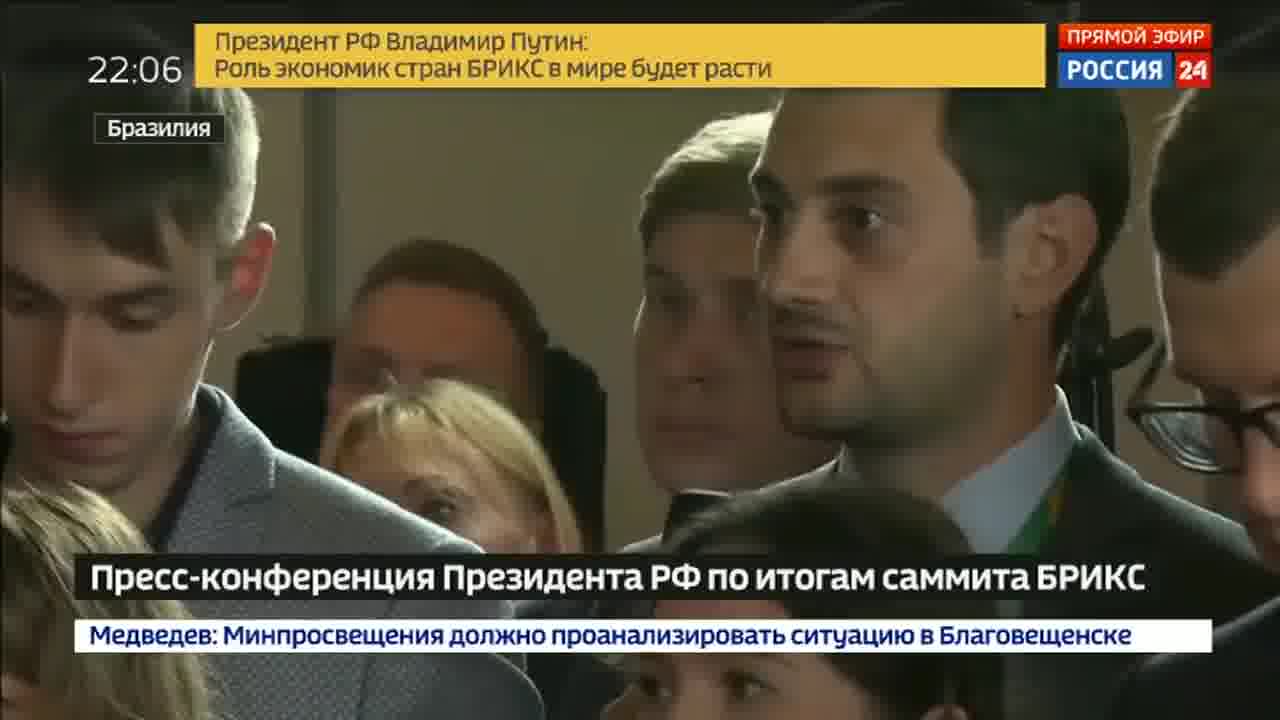 22:06
Президент РФ Владимир Путин:
Роль экономик стран БРИКС в мире будет расти
ПРЯМОЙ ЭФИР
РОССИЯ 24
Бразилия
Пресс-конференция Президента РФ по итогам саммита БРИКС
Медведев: Минпросвещения должно проанализировать ситуацию в Благовещенске